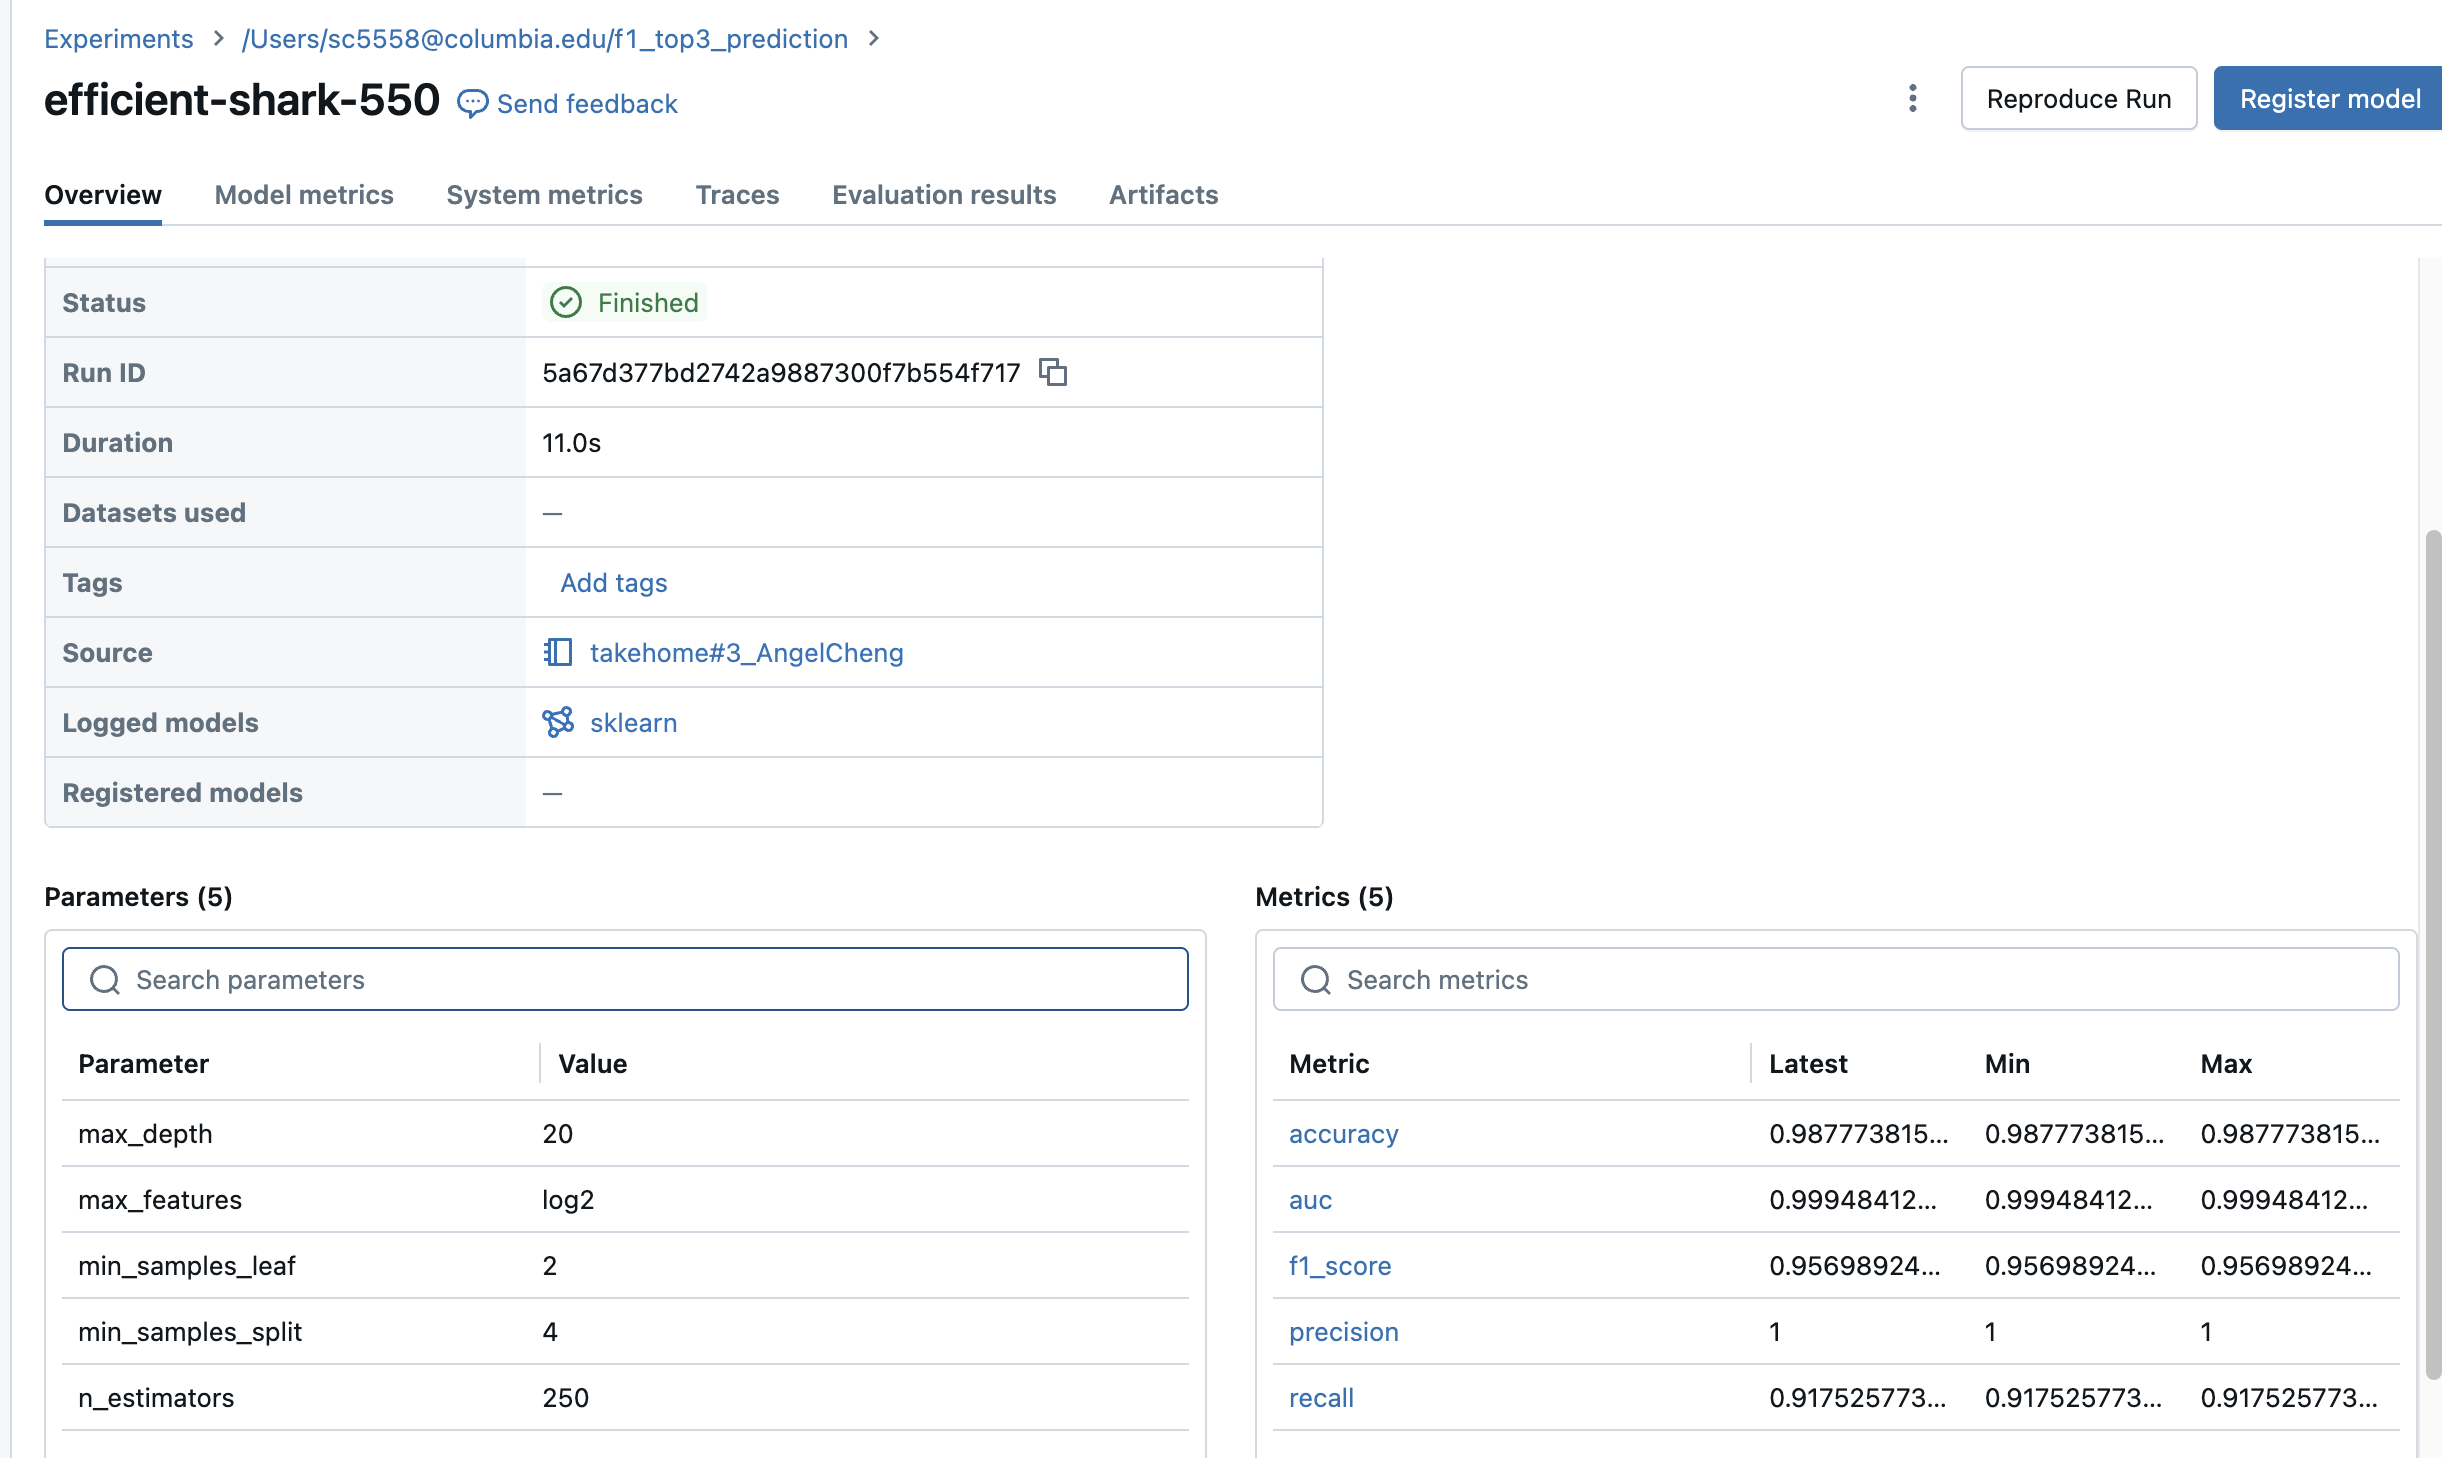 Experiments > /Users/sc5558@columbia.edu/f1_top3_prediction >
efficient-shark-550 Send feedback
Reproduce Run Register model
Overview Model metrics System metrics Traces Evaluation results Artifacts
Status Finished
Run ID 5a67d377bd2742a9887300f7b554f717
Duration 11.0s
Datasets used —
Tags Add tags
Source takehome#3_AngelCheng
Logged models sklearn
Registered models —
Parameters (5)
Search parameters
Parameter Value
max_depth 20
max_features log2
min_samples_leaf 2
min_samples_split 4
n_estimators 250
Metrics (5)
Search metrics
Metric Latest Min Max
accuracy 0.987773815... 0.987773815... 0.987773815...
auc 0.99948412... 0.99948412... 0.99948412...
f1_score 0.95698924... 0.95698924... 0.95698924...
precision 1 1 1
recall 0.917525773... 0.917525773... 0.917525773...